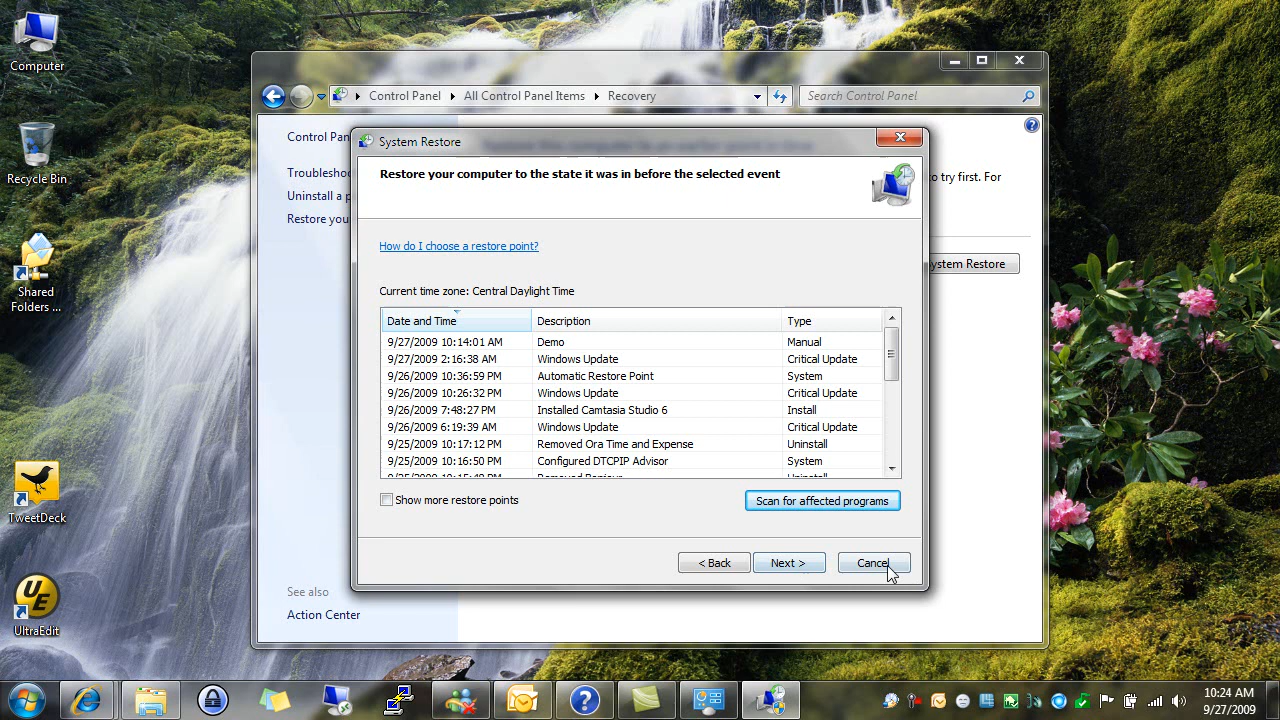 Computer
Recycle Bin
Shared
Folders ...
TweetDeck
UE
UltraEdit
Control Panel
All Control Panel Items
Recovery
Search Control Panel
Control Pan
Troublesho
Uninstall a p
Restore you
to try first. For
ystem Restore
See also
Action Center
System Restore
Restore your computer to the state it was in before the selected event
How do I choose a restore point?
Current time zone: Central Daylight Time
Date and Time Description Type
9/27/2009 10:14:01 AM Demo Manual
9/27/2009 2:16:38 AM Windows Update Critical Update
9/26/2009 10:36:59 PM Automatic Restore Point System
9/26/2009 10:26:32 PM Windows Update Critical Update
9/26/2009 7:48:27 PM Installed Camtasia Studio 6 Install
9/26/2009 6:19:39 AM Windows Update Critical Update
9/25/2009 10:17:12 PM Removed Ora Time and Expense Uninstall
9/25/2009 10:16:50 PM Configured DTCPIP Advisor System
Show more restore points
Scan for affected programs
< Back
Next >
Cancel
10:24 AM
9/27/2009